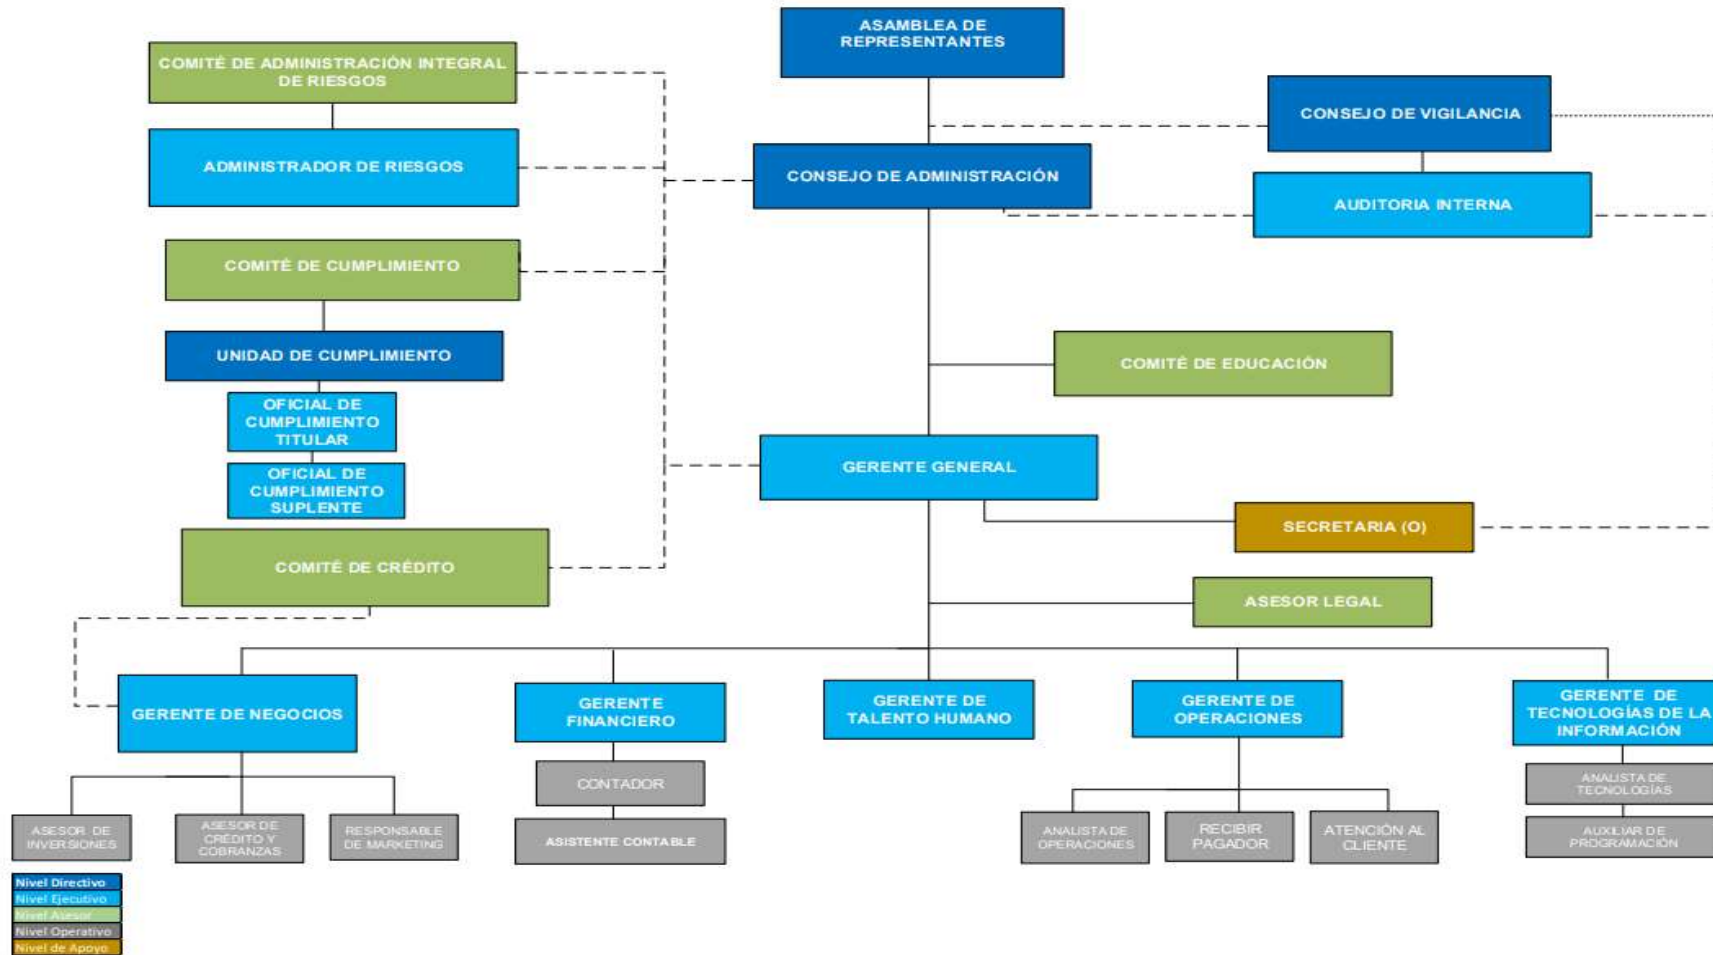 ASAMBLEA DE
REPRESENTANTES
COMITÉ DE ADMINISTRACIÓN INTEGRAL
DE RIESGOS
CONSEJO DE VIGILANCIA
ADMINISTRADOR DE RIESGOS
CONSEJO DE ADMINISTRACIÓN
AUDITORIA INTERNA
COMITÉ DE CUMPLIMIENTO
UNIDAD DE CUMPLIMIENTO
COMITÉ DE EDUCACIÓN
OFICIAL DE
CUMPLIMIENTO
TITULAR
OFICIAL DE
CUMPLIMIENTO
SUPLENTE
GERENTE GENERAL
SECRETARIA (O)
COMITÉ DE CRÉDITO
ASESOR LEGAL
GERENTE DE NEGOCIOS
GERENTE
FINANCIERO
GERENTE DE
TALENTO HUMANO
GERENTE DE
OPERACIONES
GERENTE DE
TECNOLOGÍAS DE LA
INFORMACIÓN
ASESOR DE
INVERSIONES
ASESOR DE
CRÉDITO Y
COBRANZAS
RESPONSABLE
DE MARKETING
CONTADOR
ASISTENTE CONTABLE
ANALISTA DE
OPERACIONES
RECIBIR
PAGADOR
ATENCIÓN AL
CLIENTE
ANALISTA DE
TECNOLOGÍAS
AUXILIAR DE
PROGRAMACIÓN
Nivel Directivo
Nivel Ejecutivo
Nivel Asesor
Nivel Operativo
Nivel de Apoyo